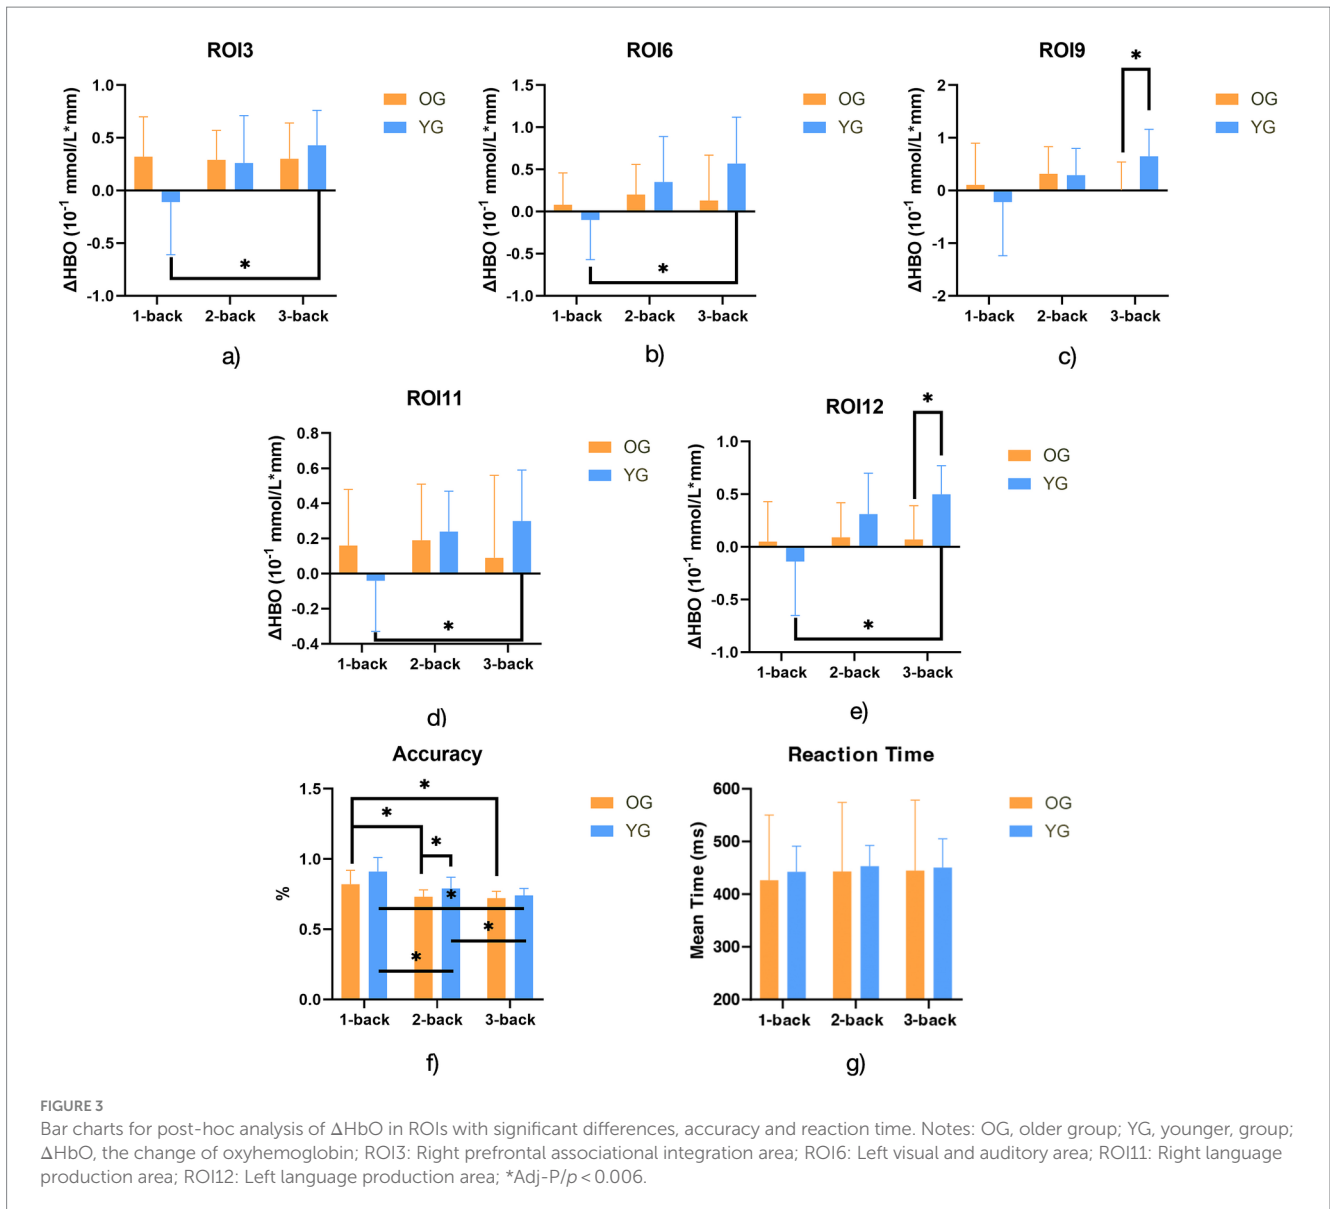 ROI3
ΔHBO (10⁻¹ mmol/L*mm)
1.0
0.5
0.0
-0.5
-1.0
*
1-back
2-back
3-back
OG
YG
a)
ROI6
ΔHBO (10⁻¹ mmol/L*mm)
1.5
1.0
0.5
0.0
-0.5
-1.0
*
1-back
2-back
3-back
OG
YG
b)
ROI9
ΔHBO (10⁻¹ mmol/L*mm)
2
1
0
-1
-2
*
1-back
2-back
3-back
OG
YG
c)
ROI11
ΔHBO (10⁻¹ mmol/L*mm)
0.8
0.6
0.4
0.2
0.0
-0.2
-0.4
*
1-back
2-back
3-back
OG
YG
d)
ROI12
ΔHBO (10⁻¹ mmol/L*mm)
1.0
0.5
0.0
-0.5
-1.0
*
*
1-back
2-back
3-back
OG
YG
e)
Accuracy
%
1.5
1.0
0.5
0.0
*
*
*
*
*
*
1-back
2-back
3-back
OG
YG
f)
Reaction Time
Mean Time (ms)
600
500
400
300
200
1-back
2-back
3-back
OG
YG
g)
FIGURE 3
Bar charts for post-hoc analysis of ΔHbO in ROIs with significant differences, accuracy and reaction time. Notes: OG, older group; YG, younger, group;
ΔHbO, the change of oxyhemoglobin; ROI3: Right prefrontal associational integration area; ROI6: Left visual and auditory area; ROI11: Right language
production area; ROI12: Left language production area; *Adj-P/p < 0.006.